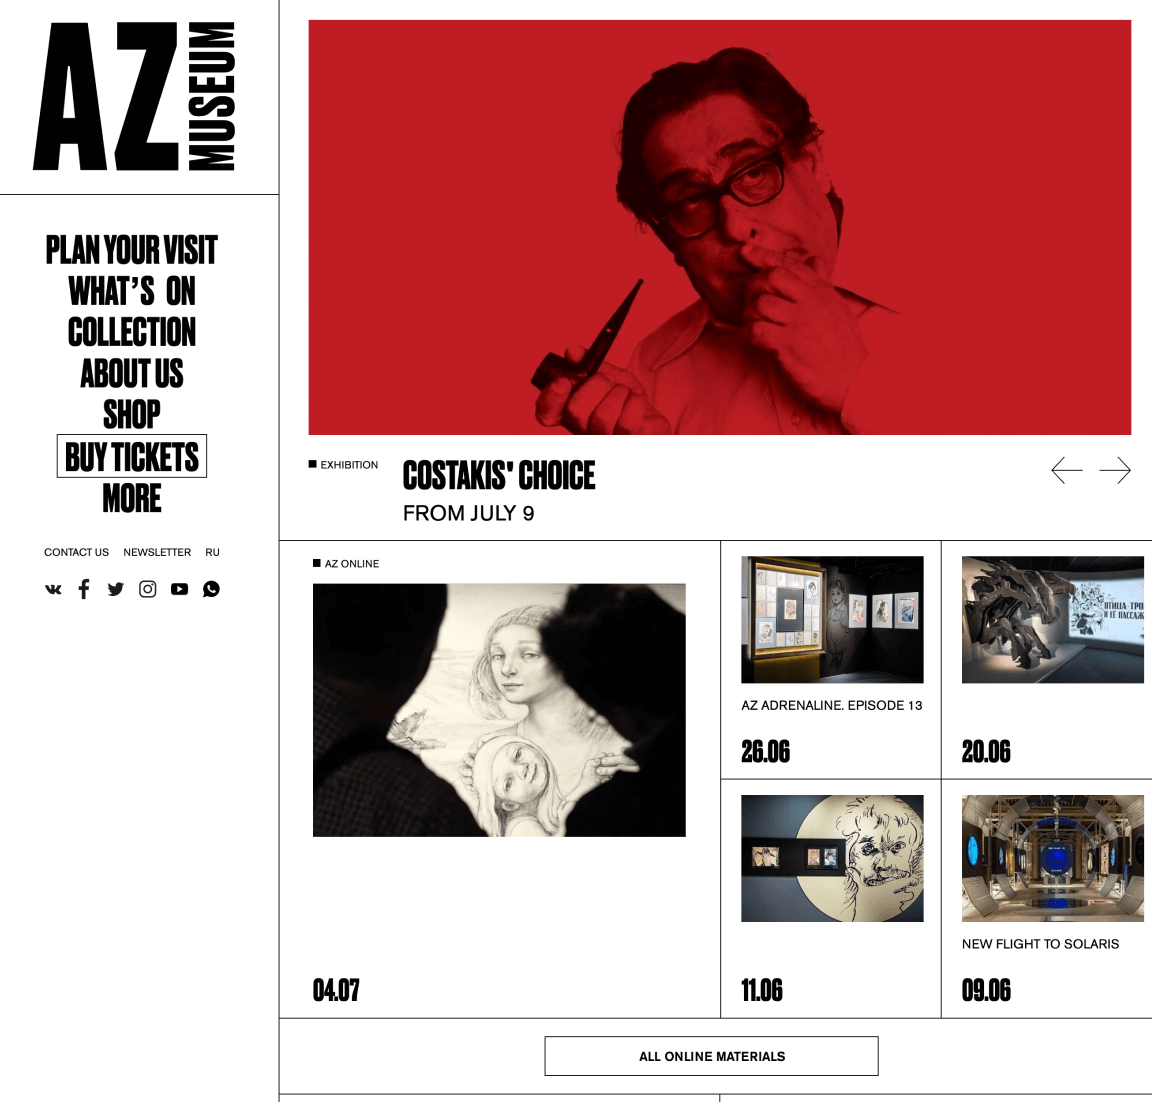 AZ
MUSEUM
PLAN YOUR VISIT
WHAT’S ON
COLLECTION
ABOUT US
SHOP
BUY TICKETS
MORE
CONTACT US NEWSLETTER RU
EXHIBITION
COSTAKIS' CHOICE
FROM JULY 9
AZ ONLINE
04.07
ПТИЦА-ТРО
И ЕЁ ПАССАЖ
AZ ADRENALINE. EPISODE 13
26.06
20.06
11.06
NEW FLIGHT TO SOLARIS
09.06
ALL ONLINE MATERIALS